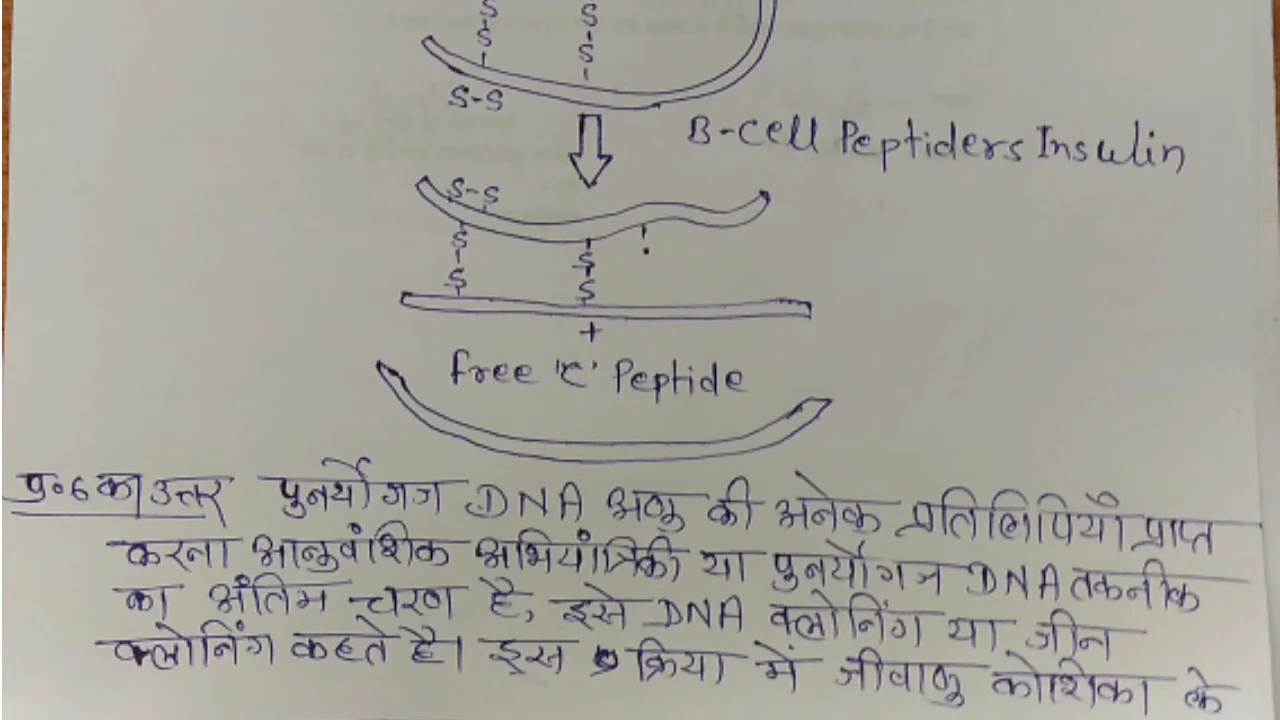 S S
S S
S-S
B-cell Peptiders Insulin
S-S
S S
S S
+
free 'C' Peptide
प्र०6 का उत्तर पुनर्योगज DNA अणु की अनेक प्रतिलिपियाँ प्राप्त
करना आनुवंशिक अभियांत्रिकी या पुनर्योगज DNA तकनीक
का अंतिम चरण है, इसे DNA क्लोनिंग या जीन
क्लोनिंग कहते है। इस क्रिया में जीवाणु कोशिका के